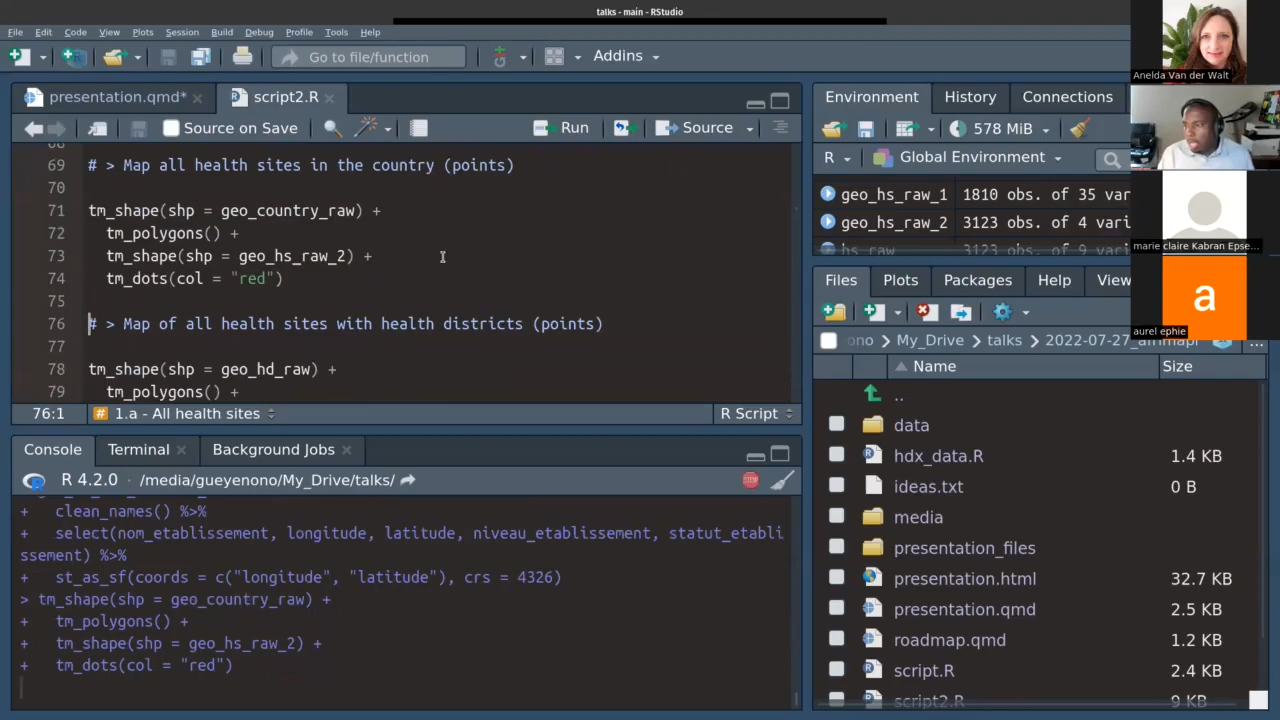 talks - main - RStudio
File Edit Code View Plots Session Build Debug Profile Tools Help
Go to file/function
Addins
presentation.qmd*
script2.R
Source on Save
Run
Source
69 # > Map all health sites in the country (points)
70
71 tm_shape(shp = geo_country_raw) +
72 tm_polygons() +
73 tm_shape(shp = geo_hs_raw_2) +
74 tm_dots(col = "red")
75
76 # > Map of all health sites with health districts (points)
77
78 tm_shape(shp = geo_hd_raw) +
79 tm_polygons() +
76:1 1.a - All health sites R Script
Console Terminal Background Jobs
R 4.2.0 · /media/gueyenono/My_Drive/talks/
+ clean_names() %>%
+ select(nom_etablissement, longitude, latitude, niveau_etablissement, statut_etabli
ssement) %>%
+ st_as_sf(coords = c("longitude", "latitude"), crs = 4326)
> tm_shape(shp = geo_country_raw) +
+ tm_polygons() +
+ tm_shape(shp = geo_hs_raw_2) +
+ tm_dots(col = "red")
Environment History Connections
578 MiB
R Global Environment
geo_hs_raw_1 1810 obs. of 35 vari
geo_hs_raw_2 3123 obs. of 4 vari
hs_raw 3123 obs. of 9 vari
Files Plots Packages Help View
ono My_Drive talks
Name Size
..
data
hdx_data.R 1.4 KB
ideas.txt 0 B
media
presentation_files
presentation.html 32.7 KB
presentation.qmd 2.5 KB
roadmap.qmd 1.2 KB
script.R 2.4 KB
script2.R 9 KB
Anelda Van der Walt
marie claire Kabran Epse...
a
aurel ephie